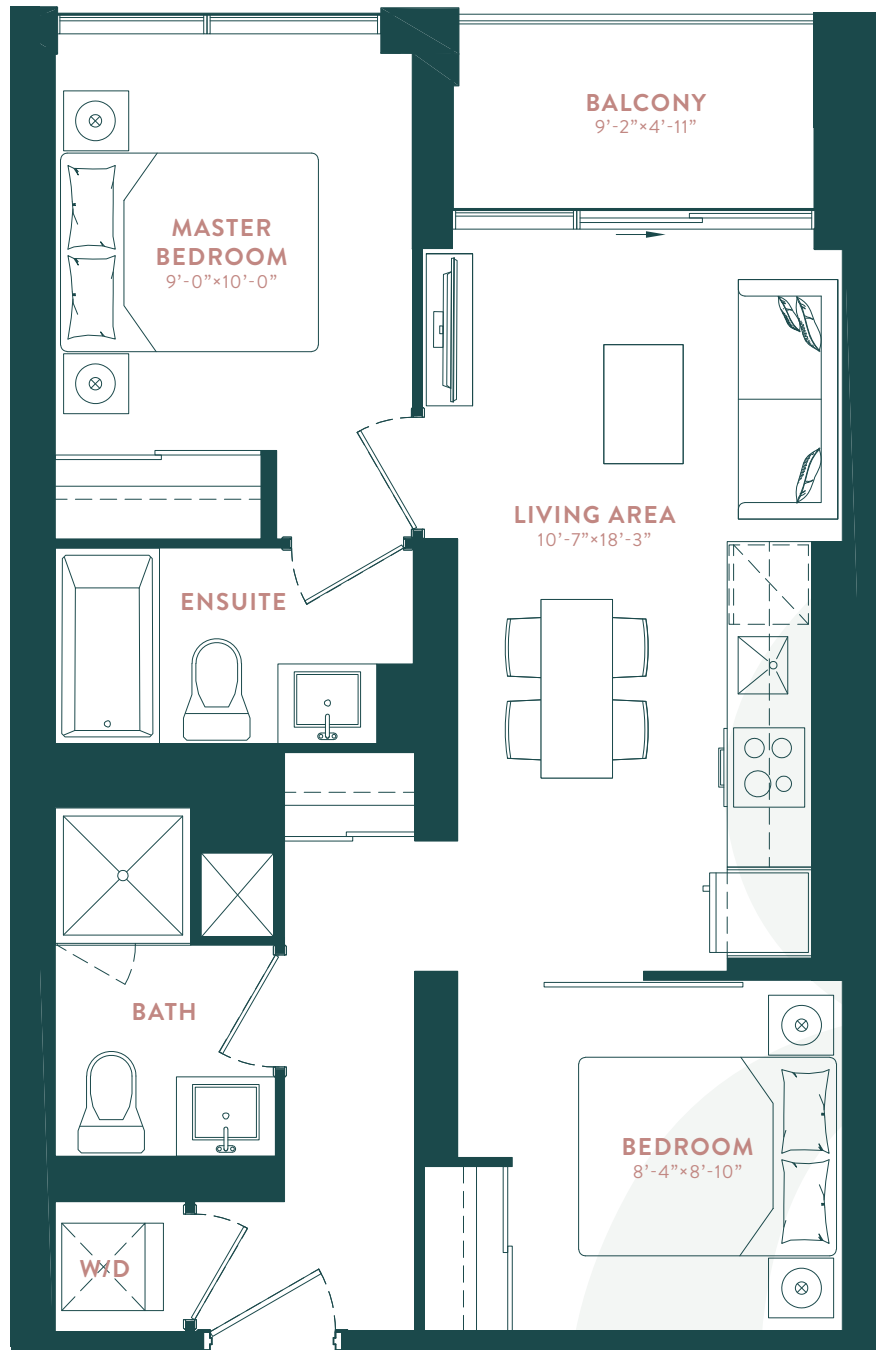 BALCONY
9’-2”×4’-11”
MASTER
BEDROOM
9’-0”×10’-0”
LIVING AREA
10’-7”×18’-3”
ENSUITE
BATH
BEDROOM
8’-4”×8’-10”
W/D